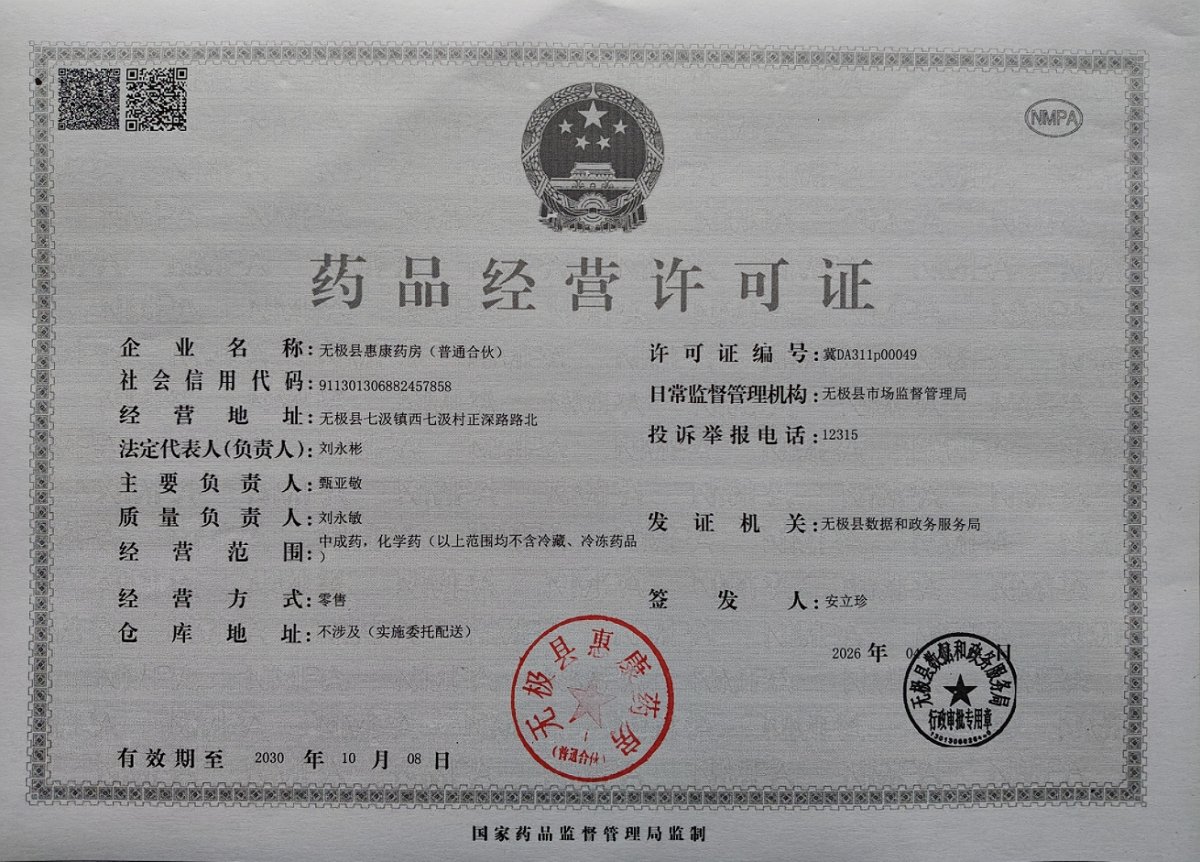 NMPA
药品经营许可证
企业名称：无极县惠康药房（普通合伙）
社会信用代码：911301306882457858
经营地址：无极县七汲镇西七汲村正深路路北
法定代表人(负责人)：刘永彬
主要负责人：甄亚敬
质量负责人：刘永敏
经营范围：中成药，化学药（以上范围均不含冷藏、冷冻药品
）
经营方式：零售
仓库地址：不涉及（实施委托配送）
许可证编号：冀DA311p00049
日常监督管理机构：无极县市场监督管理局
投诉举报电话：12315
发证机关：无极县数据和政务服务局
签发人：安立珍
2026 年
无极县数据和政务服务局
行政审批专用章
无极县惠康药房
(普通合伙)
有效期至 2030 年 10 月 08 日
国家药品监督管理局监制